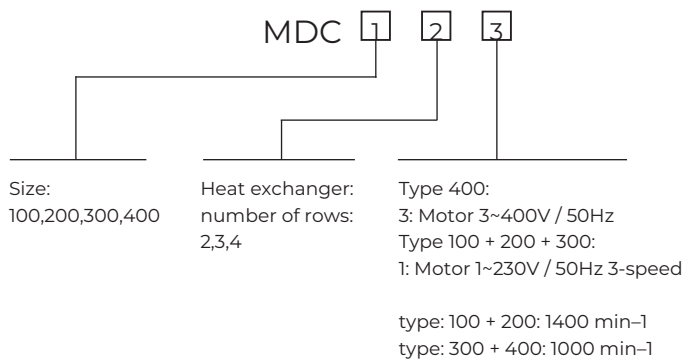 MDC 1 2 3
Size:
100,200,300,400
Heat exchanger:
number of rows:
2,3,4
Type 400:
3: Motor 3~400V / 50Hz
Type 100 + 200 + 300:
1: Motor 1~230V / 50Hz 3-speed
type: 100 + 200: 1400 min–1
type: 300 + 400: 1000 min–1